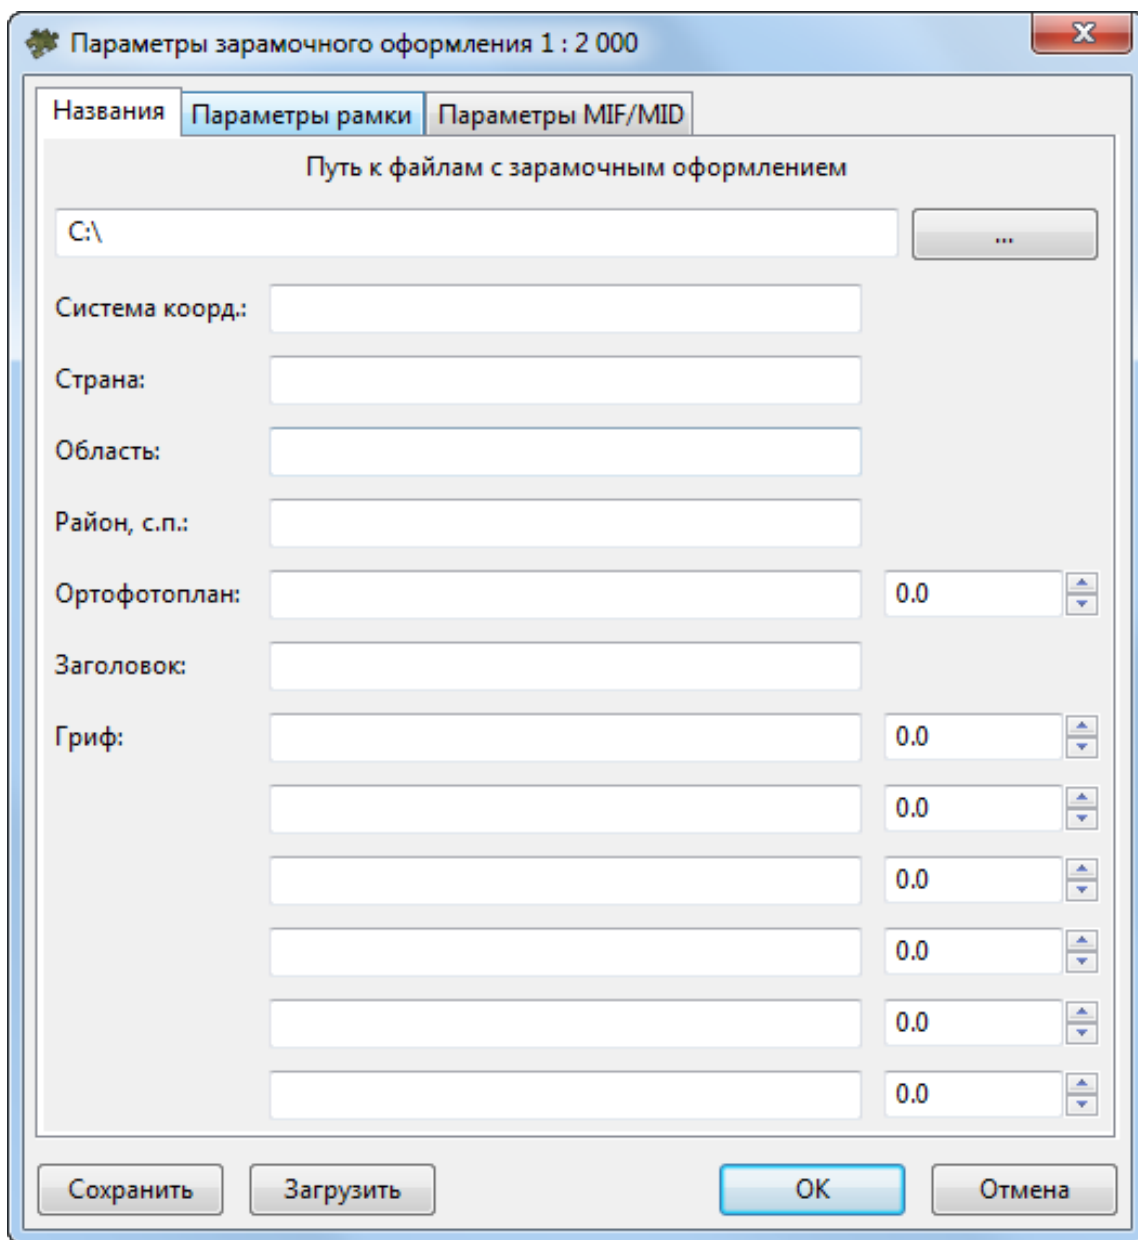 Параметры зарамочного оформления 1 : 2 000
x
Названия Параметры рамки Параметры MIF/MID
Путь к файлам с зарамочным оформлением
C:\ ...
Система коорд.:
Страна:
Область:
Район, с.п.:
Ортофотоплан: 0.0
Заголовок:
Гриф: 0.0
0.0
0.0
0.0
0.0
0.0
Сохранить Загрузить OK Отмена